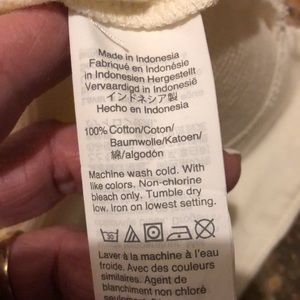 Made in Indonesia
Fabriqué en Indonésie
in Indonesien Hergestellt
Vervaardigd in Indonesië
インドネシア製
Hecho en Indonesia
100% Cotton/Coton/
Baumwolle/Katoen/
綿/algodón
Machine wash cold. With
like colors. Non-chlorine
bleach only. Tumble dry
low. Iron on lowest setting.
Laver à la machine à l'eau
froide. Avec des couleurs
similaires. Agent de
blanchiment non chloré